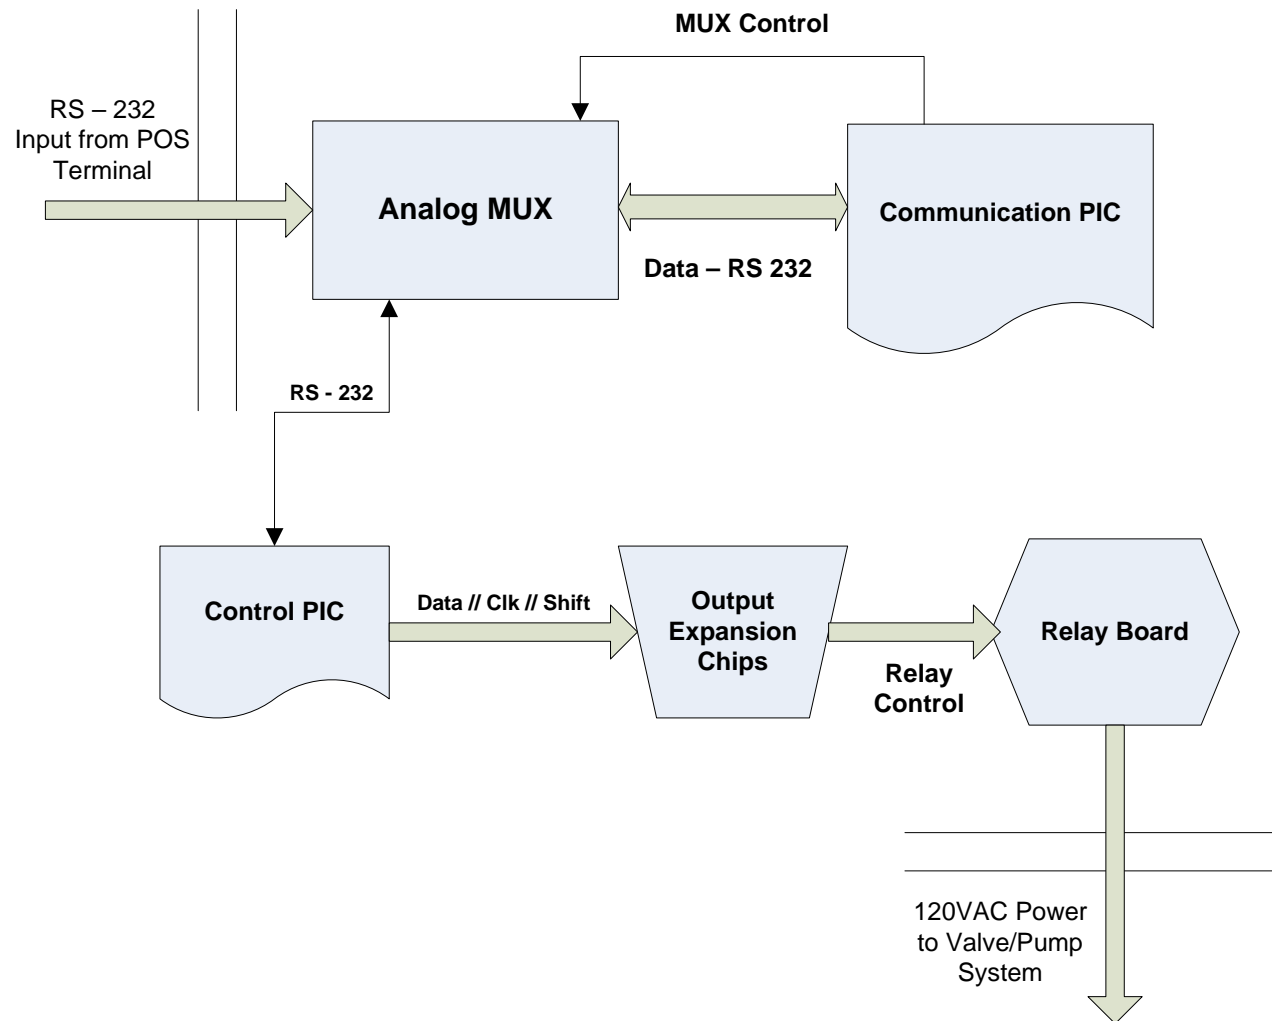 MUX Control
RS – 232
Input from POS
Terminal
Analog MUX
Communication PIC
Data – RS 232
RS - 232
Control PIC
Data // Clk // Shift
Output
Expansion
Chips
Relay Board
Relay
Control
120VAC Power
to Valve/Pump
System